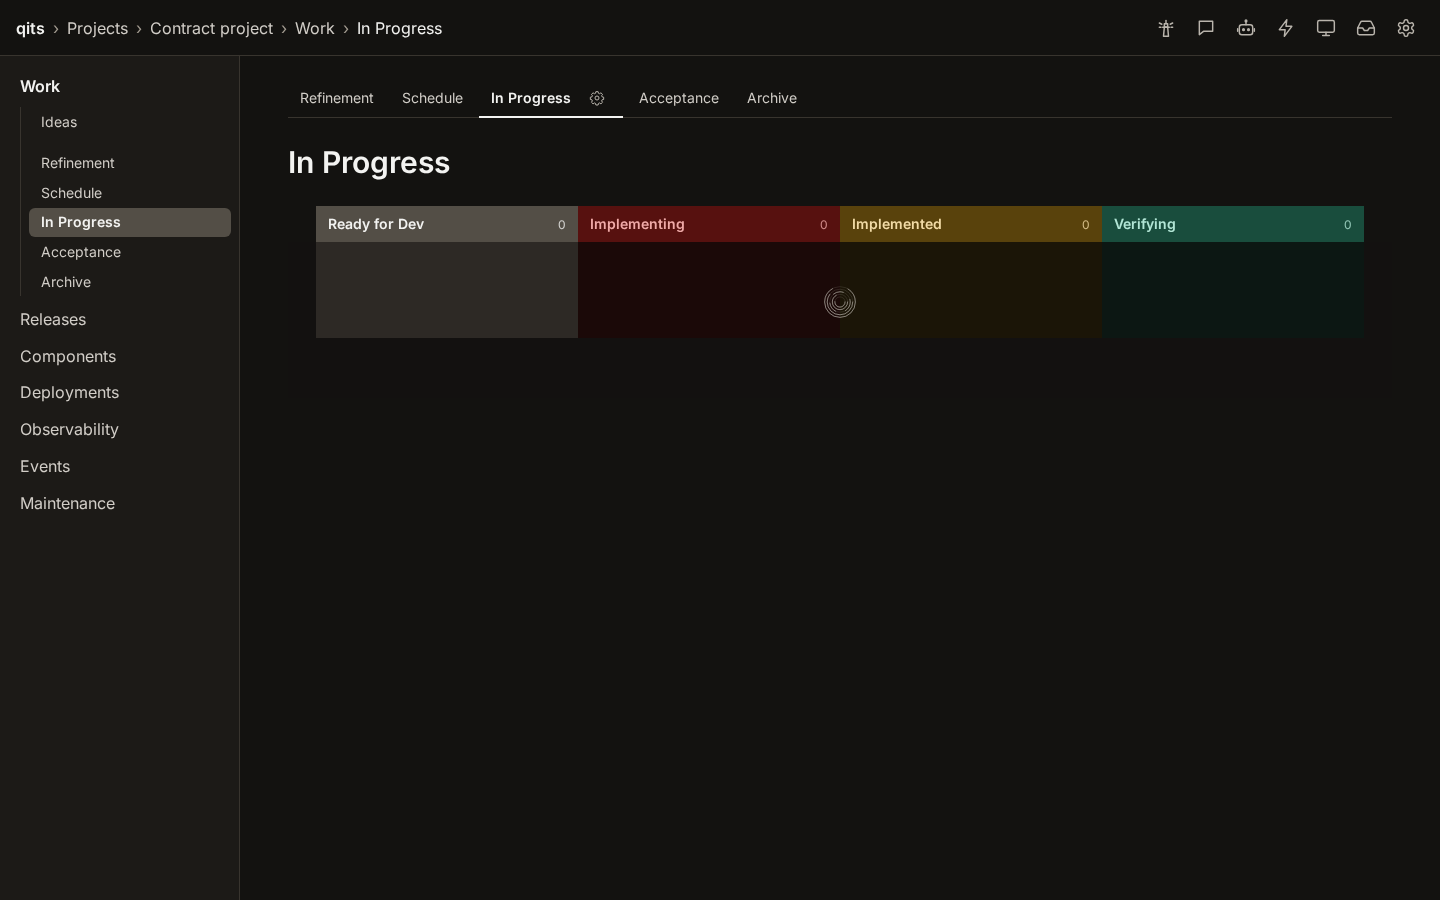 qits › Projects › Contract project › Work › In Progress
Work
Ideas
Refinement
Schedule
In Progress
Acceptance
Archive
Releases
Components
Deployments
Observability
Events
Maintenance
Refinement Schedule In Progress Acceptance Archive
In Progress
Ready for Dev 0 Implementing 0 Implemented 0 Verifying 0